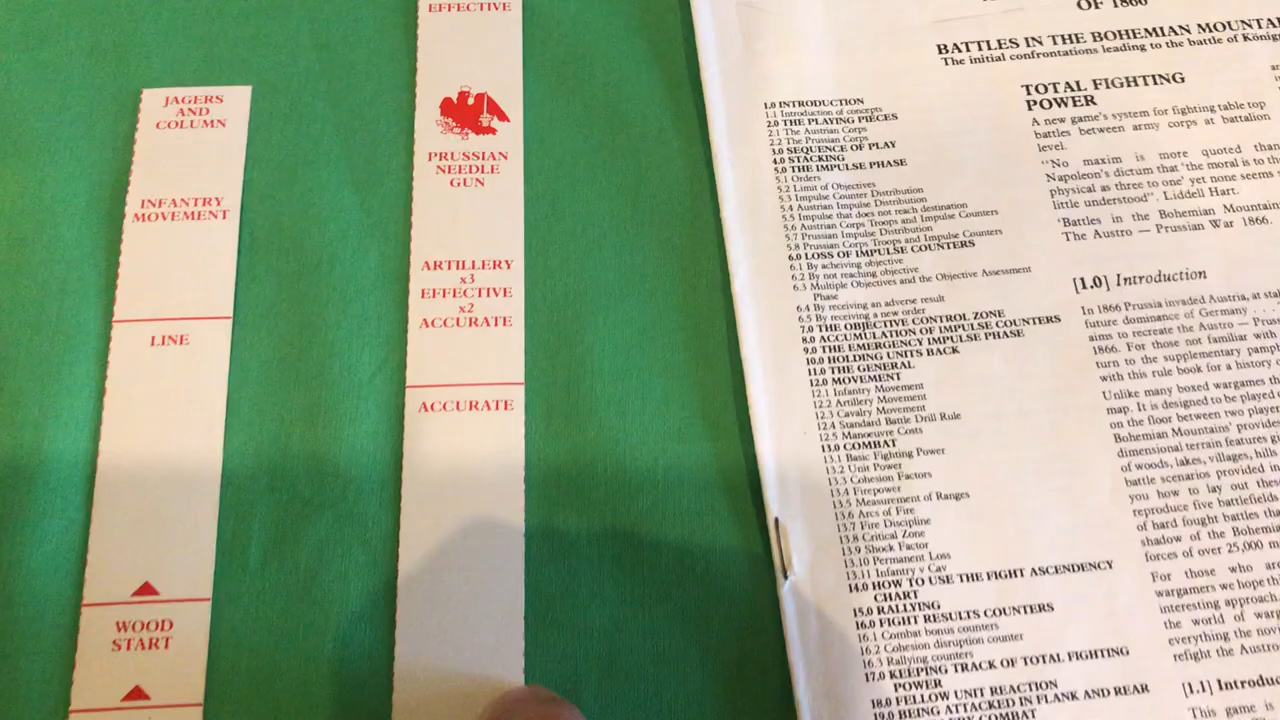 JAGERS
AND
COLUMN
INFANTRY
MOVEMENT
LINE
WOOD
START
EFFECTIVE
PRUSSIAN
NEEDLE
GUN
ARTILLERY
x3
EFFECTIVE
x2
ACCURATE
ACCURATE
OF 1866
BATTLES IN THE BOHEMIAN
The initial confrontations leading to the battle of
1.0 INTRODUCTION
1.1 Introduction of concepts
2.0 THE PLAYING PIECES
2.1 The Austrian Corps
2.2 The Prussian Corps
3.0 SEQUENCE OF PLAY
4.0 STACKING
5.0 THE IMPULSE PHASE
5.1 Orders
5.2 Limit of Objectives
5.3 Impulse Counter Distribution
5.4 Austrian Impulse Distribution
5.5 Impulse that does not reach destination
5.6 Austrian Corps Troops and Impulse Counters
5.7 Prussian Impulse Distribution
5.8 Prussian Corps Troops and Impulse Counters
6.0 LOSS OF IMPULSE COUNTERS
6.1 By acheiving objective
6.2 By not reaching objective
6.3 Multiple Objectives and the Objective Assessment
Phase
6.4 By receiving an adverse result
6.5 By receiving a new order
7.0 THE OBJECTIVE CONTROL ZONE
8.0 ACCUMULATION OF IMPULSE COUNTERS
9.0 THE EMERGENCY IMPULSE PHASE
10.0 HOLDING UNITS BACK
11.0 THE GENERAL
12.0 MOVEMENT
12.1 Infantry Movement
12.2 Artillery Movement
12.3 Cavalry Movement
12.4 Standard Battle Drill Rule
12.5 Manoeuvre Costs
13.0 COMBAT
13.1 Basic Fighting Power
13.2 Unit Power
13.3 Cohesion Factors
13.4 Firepower
13.5 Measurement of Ranges
13.6 Arcs of Fire
13.7 Fire Discipline
13.8 Critical Zone
13.9 Shock Factor
13.10 Permanent Loss
13.11 Infantry v Cav
14.0 HOW TO USE THE FIGHT ASCENDENCY
CHART
15.0 RALLYING
16.0 FIGHT RESULTS COUNTERS
16.1 Combat bonus counters
16.2 Cohesion disruption counter
16.3 Rallying counters
17.0 KEEPING TRACK OF TOTAL FIGHTING
POWER
18.0 FELLOW UNIT REACTION
19.0 BEING ATTACKED IN FLANK AND REAR
COMBAT
TOTAL FIGHTING
POWER
A new game's system for fighting table top
battles between army corps at battalion
level.
"No maxim is more quoted than
Napoleon's dictum that 'the moral is to the
physical as three to one' yet none seems
little understood". Liddell Hart.
'Battles in the Bohemian
The Austro — Prussian War 1866.
[1.0] Introduction
In 1866 Prussia invaded Austria, at
future dominance of Germany . . .
aims to recreate the Austro —
1866. For those not familiar with
turn to the supplementary
with this rule book for a history
Unlike many boxed wargames
map. It is designed to be played
on the floor between two
Bohemian Mountains'
dimensional terrain features
of woods, lakes, villages, hills
battle scenarios provided
you how to lay out
reproduce five battlefields
of hard fought battles
shadow of the
forces of over 25,000
For those who
wargamers we hope
interesting approach.
the world of
everything the
refight the
[1.1]
This game is